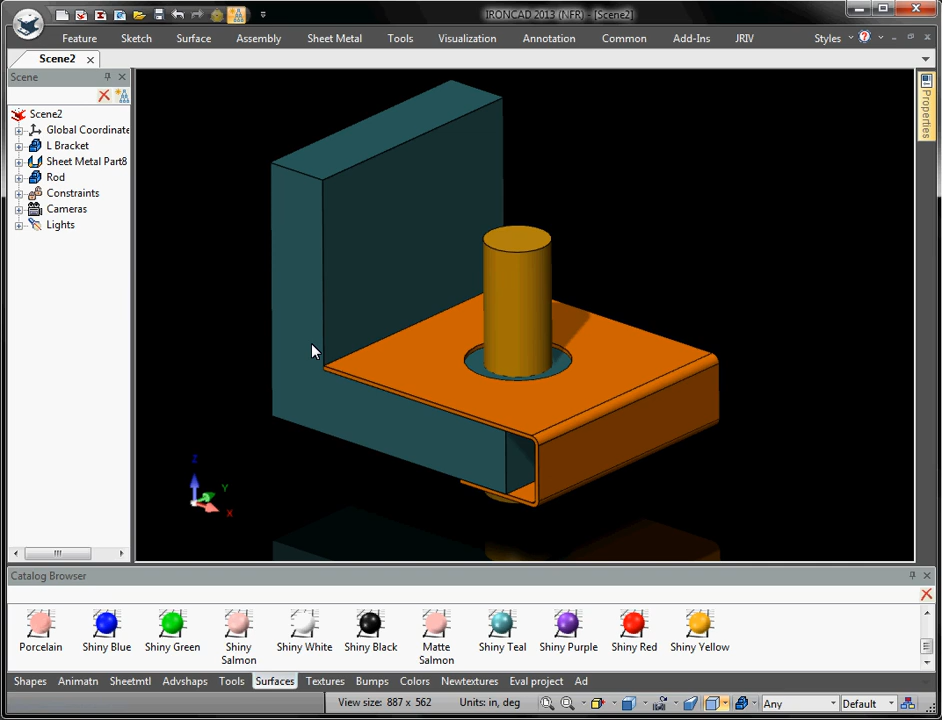 IRONCAD 2013 (NFR) - [Scene2]
Feature Sketch Surface Assembly Sheet Metal Tools Visualization Annotation Common Add-Ins JRIV Styles
Scene2
Scene
Properties
Scene2
Global Coordinate
L Bracket
Sheet Metal Part8
Rod
Constraints
Cameras
Lights
Z
Y
X
Catalog Browser
Porcelain Shiny Blue Shiny Green Shiny Salmon Shiny White Shiny Black Matte Salmon Shiny Teal Shiny Purple Shiny Red Shiny Yellow
Shapes Animatn Sheetmtl Advshaps Tools Surfaces Textures Bumps Colors Newtextures Eval project Ad
View size: 887 x 562 Units: in, deg Any Default